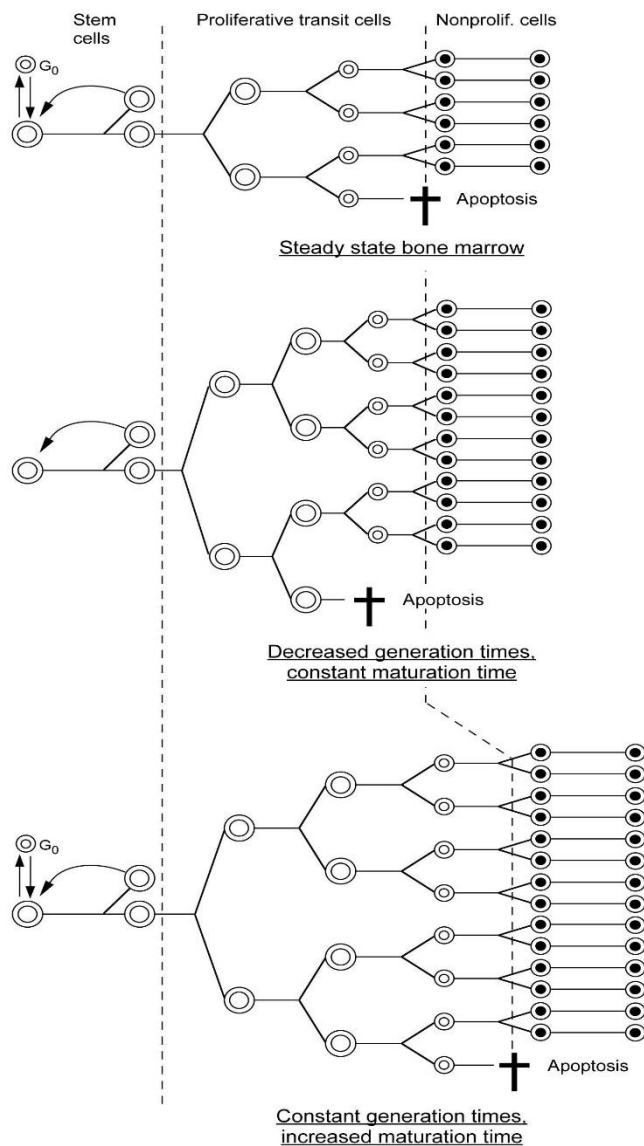 Stem cells
Proliferative transit cells
Nonprolif. cells
G₀
Apoptosis
Steady state bone marrow
Apoptosis
Decreased generation times,
constant maturation time
G₀
Apoptosis
Constant generation times,
increased maturation time